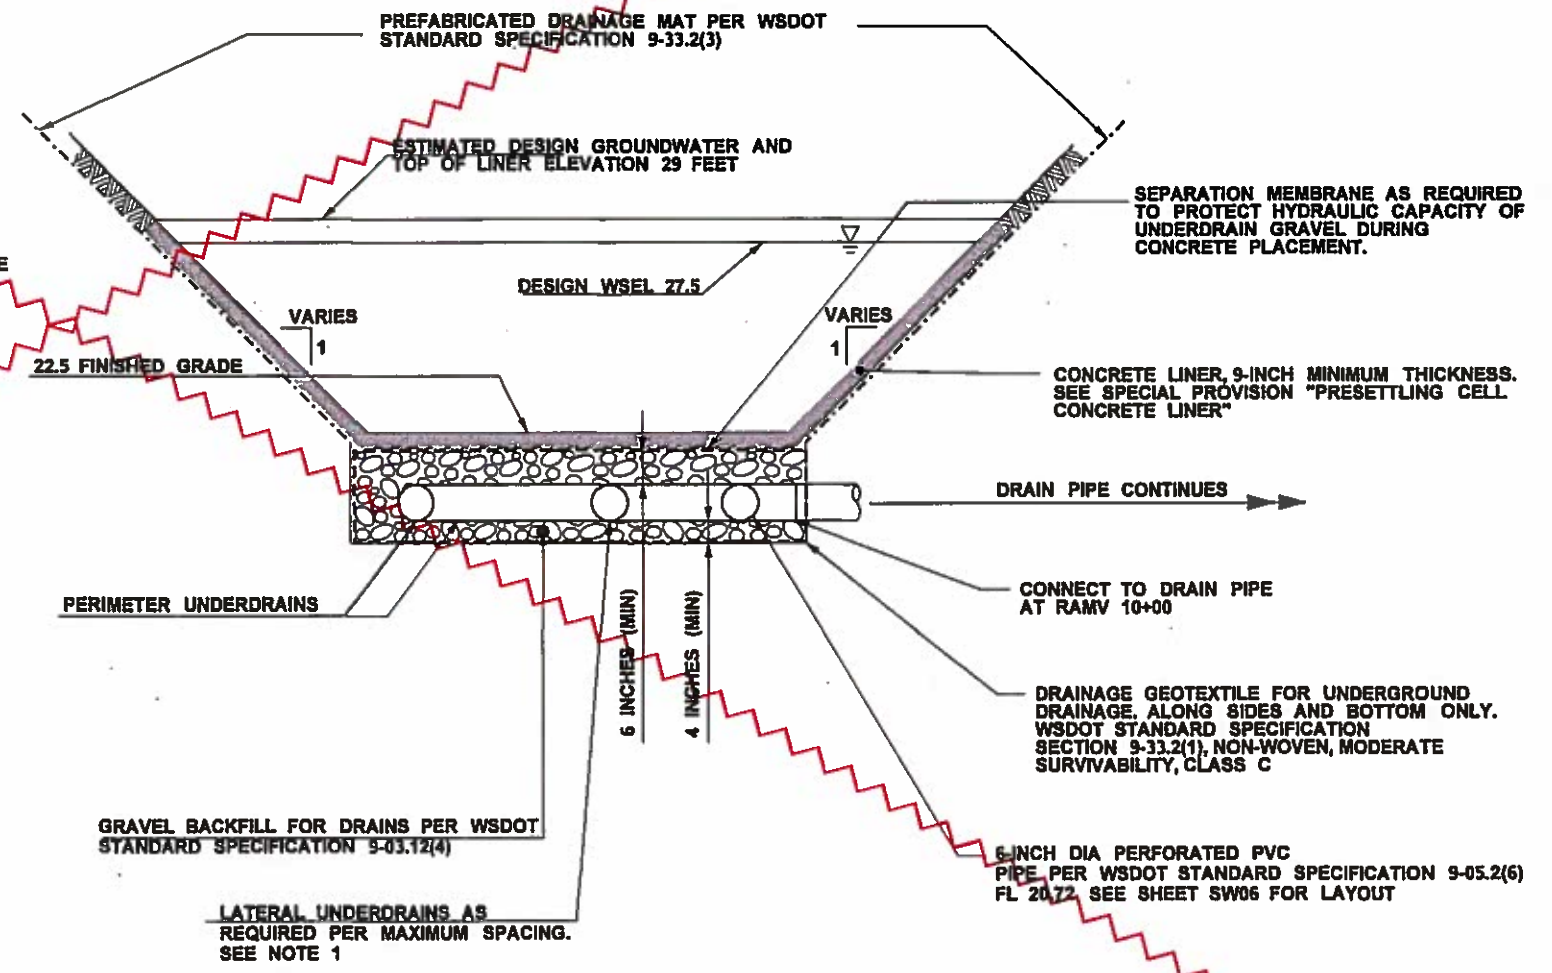 PREFABRICATED DRAINAGE MAT PER WSDOT
STANDARD SPECIFICATION 9-33.2(3)
ESTIMATED DESIGN GROUNDWATER AND
TOP OF LINER ELEVATION 29 FEET
SEPARATION MEMBRANE AS REQUIRED
TO PROTECT HYDRAULIC CAPACITY OF
UNDERDRAIN GRAVEL DURING
CONCRETE PLACEMENT.
E
DESIGN WSEL 27.5
VARIES
1
VARIES
1
22.5 FINISHED GRADE
CONCRETE LINER, 9-INCH MINIMUM THICKNESS.
SEE SPECIAL PROVISION "PRESETTLING CELL
CONCRETE LINER"
DRAIN PIPE CONTINUES
PERIMETER UNDERDRAINS
CONNECT TO DRAIN PIPE
AT RAMV 10+00
6 INCHES (MIN)
4 INCHES (MIN)
DRAINAGE GEOTEXTILE FOR UNDERGROUND
DRAINAGE. ALONG SIDES AND BOTTOM ONLY.
WSDOT STANDARD SPECIFICATION
SECTION 9-33.2(1), NON-WOVEN, MODERATE
SURVIVABILITY, CLASS C
GRAVEL BACKFILL FOR DRAINS PER WSDOT
STANDARD SPECIFICATION 9-03.12(4)
6-INCH DIA PERFORATED PVC
PIPE PER WSDOT STANDARD SPECIFICATION 9-05.2(6)
FL 20.72 SEE SHEET SW06 FOR LAYOUT
LATERAL UNDERDRAINS AS
REQUIRED PER MAXIMUM SPACING.
SEE NOTE 1